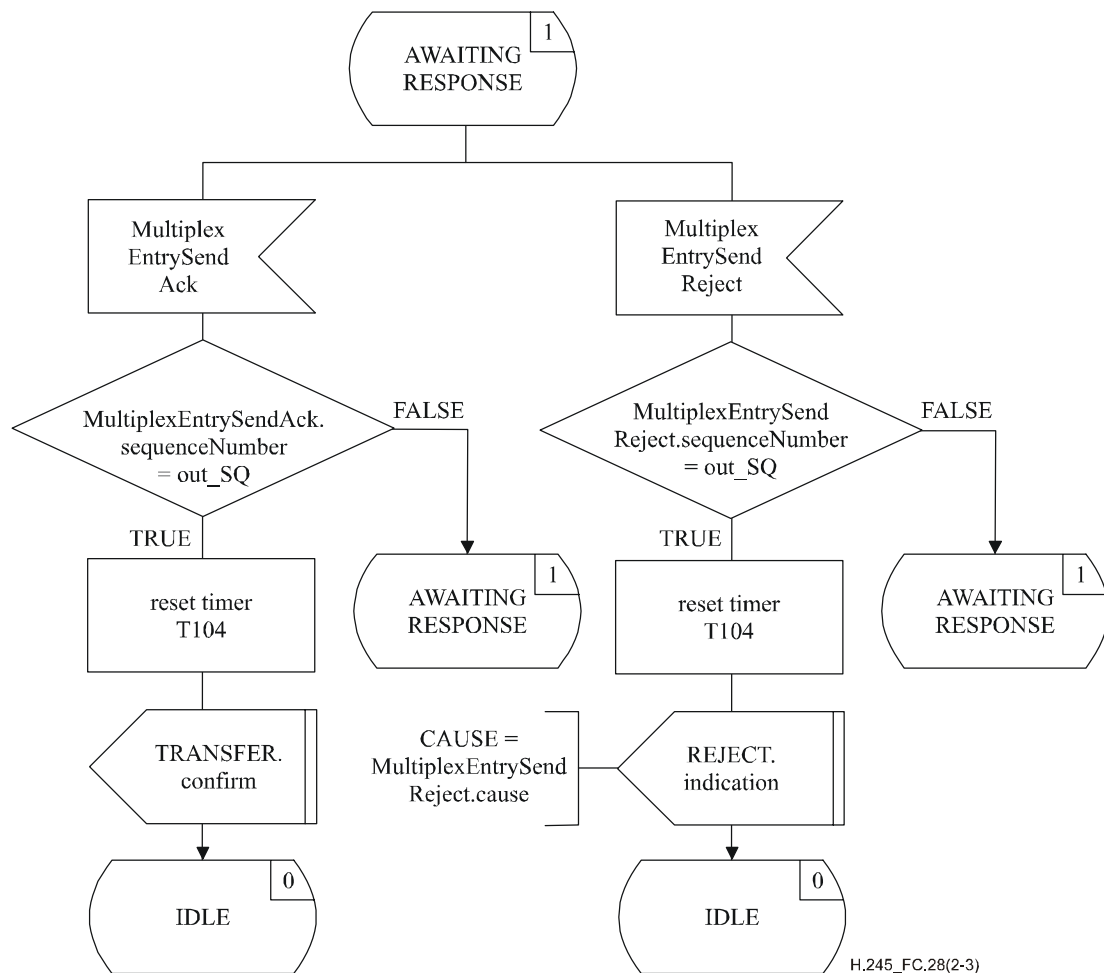 1
AWAITING
RESPONSE
Multiplex
EntrySend
Ack
Multiplex
EntrySend
Reject
MultiplexEntrySendAck.
sequenceNumber
= out_SQ
FALSE
MultiplexEntrySend
Reject.sequenceNumber
= out_SQ
FALSE
TRUE
TRUE
reset timer
T104
1
AWAITING
RESPONSE
reset timer
T104
1
AWAITING
RESPONSE
TRANSFER.
confirm
CAUSE =
MultiplexEntrySend
Reject.cause
REJECT.
indication
0
IDLE
0
IDLE
H.245_FC.28(2-3)